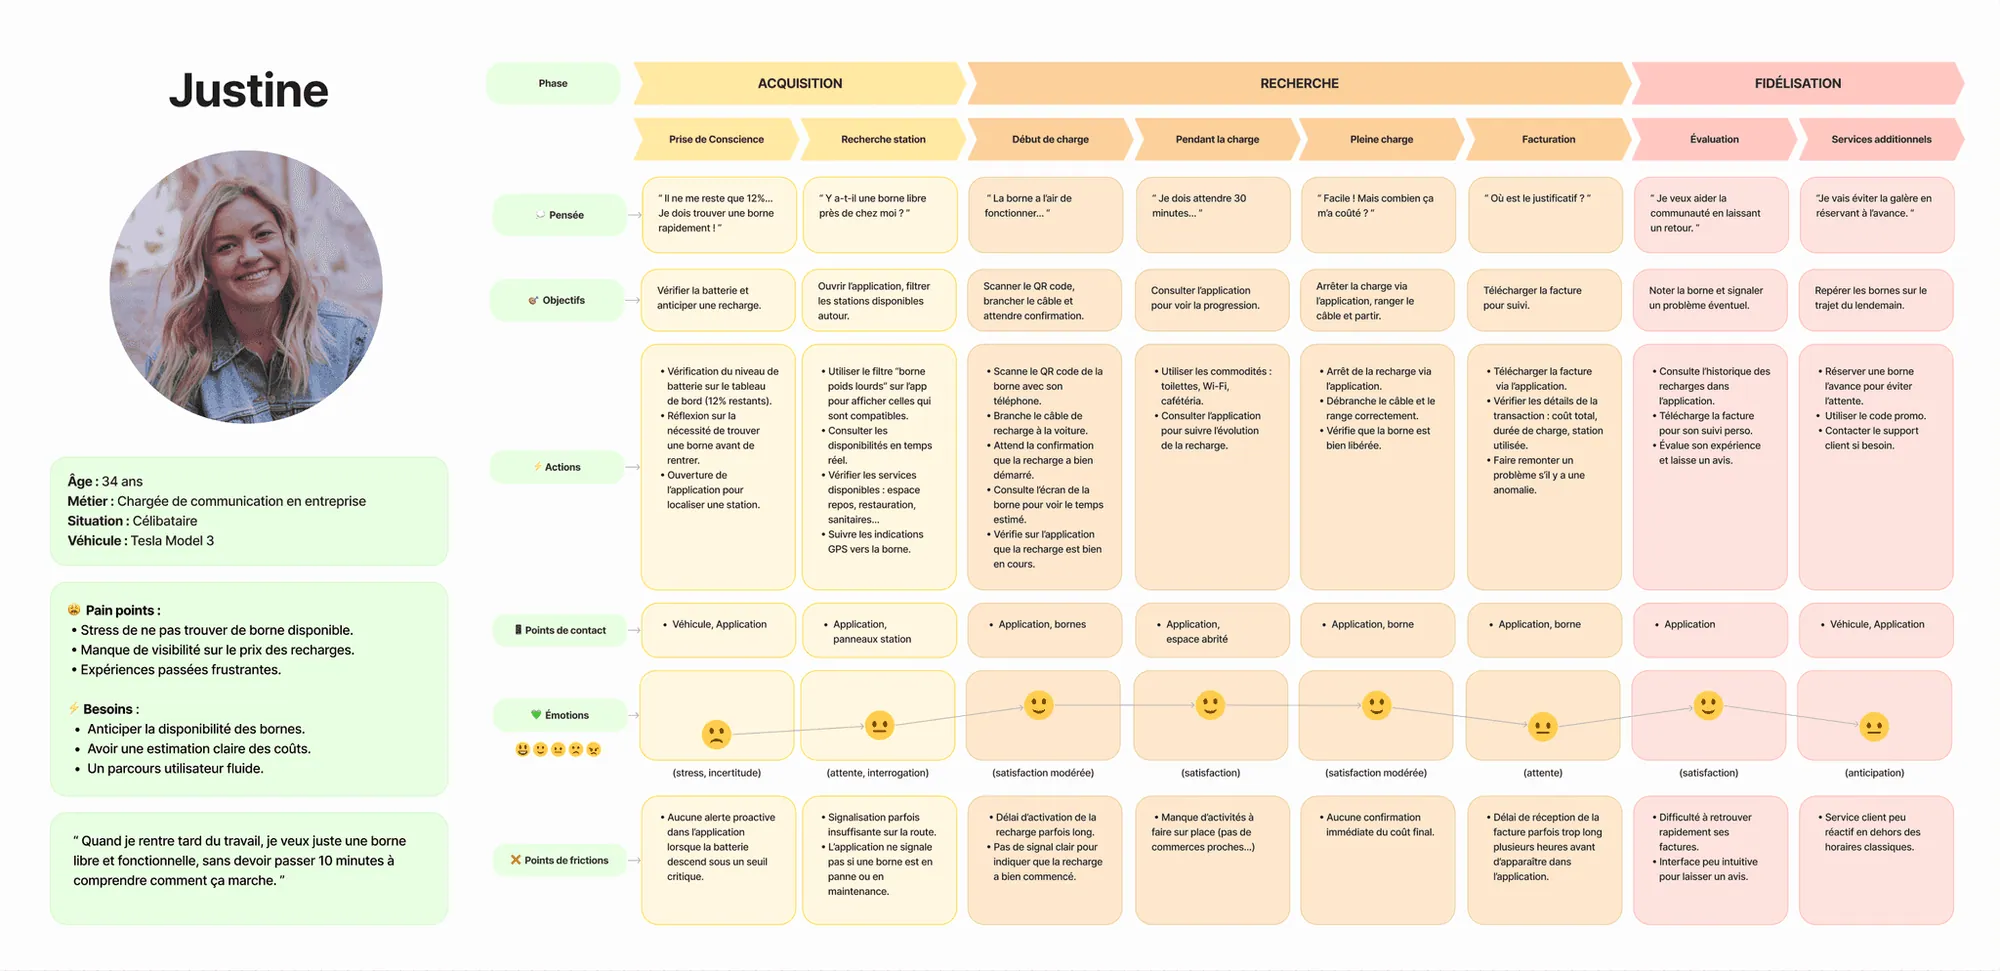 Justine
Âge : 34 ans
Métier : Chargée de communication en entreprise
Situation : Célibataire
Véhicule : Tesla Model 3
Pain points :
• Stress de ne pas trouver de borne disponible.
• Manque de visibilité sur le prix des recharges.
• Expériences passées frustrantes.
Besoins :
• Anticiper la disponibilité des bornes.
• Avoir une estimation claire des coûts.
• Un parcours utilisateur fluide.
“ Quand je rentre tard du travail, je veux juste une borne
libre et fonctionnelle, sans devoir passer 10 minutes à
comprendre comment ça marche. “
Phase
ACQUISITION
RECHERCHE
FIDÉLISATION
Prise de Conscience
Recherche station
Début de charge
Pendant la charge
Pleine charge
Facturation
Évaluation
Services additionnels
Pensée
“ Il ne me reste que 12%...
Je dois trouver une borne
rapidement ! ”
“ Y a-t-il une borne libre
près de chez moi ? ”
“ La borne a l’air de
fonctionner... ”
“ Je dois attendre 30
minutes... ”
“ Facile ! Mais combien ça
m’a coûté ? ”
“ Où est le justificatif ? ”
“ Je veux aider la
communauté en laissant
un retour. ”
“Je vais éviter la galère en
réservant à l’avance. ”
Objectifs
Vérifier la batterie et
anticiper une recharge.
Ouvrir l’application, filtrer
les stations disponibles
autour.
Scanner le QR code,
brancher le câble et
attendre confirmation.
Consulter l’application
pour voir la progression.
Arrêter la charge via
l’application, ranger le
câble et partir.
Télécharger la facture
pour suivi.
Noter la borne et signaler
un problème éventuel.
Repérer les bornes sur le
trajet du lendemain.
Actions
• Vérification du niveau de
batterie sur le tableau
de bord (12% restants).
• Réflexion sur la
nécessité de trouver
une borne avant de
rentrer.
• Ouverture de
l’application pour
localiser une station.
• Utiliser le filtre “borne
poids lourds” sur l’app
pour afficher celles qui
sont compatibles.
• Consulter les
disponibilités en temps
réel.
• Vérifier les services
disponibles : espace
repos, restauration,
sanitaires...
• Suivre les indications
GPS vers la borne.
• Scanne le QR code de la
borne avec son
téléphone.
• Branche le câble de
recharge à la voiture.
• Attend la confirmation
que la recharge a bien
démarré.
• Consulte l’écran de la
borne pour voir le temps
estimé.
• Vérifie sur l’application
que la recharge est bien
en cours.
• Utiliser les commodités :
toilettes, Wi-Fi,
cafétéria.
• Consulter l’application
pour suivre l’évolution
de la recharge.
• Arrêt de la recharge via
l’application.
• Débranche le câble et le
range correctement.
• Vérifie que la borne est
bien libérée.
• Télécharger la facture
via l’application.
• Vérifier les détails de la
transaction : coût total,
durée de charge, station
utilisée.
• Faire remonter un
problème s’il y a une
anomalie.
• Consulte l’historique des
recharges dans
l’application.
• Télécharge la facture
pour son suivi perso.
• Évalue son expérience
et laisse un avis.
• Réserver une borne
l’avance pour éviter
l’attente.
• Utiliser le code promo.
• Contacter le support
client si besoin.
Points de contact
• Véhicule, Application
• Application,
panneaux station
• Application, bornes
• Application,
espace abrité
• Application, borne
• Application, borne
• Application
• Véhicule, Application
Émotions
(stress, incertitude)
(attente, interrogation)
(satisfaction modérée)
(satisfaction)
(satisfaction modérée)
(attente)
(satisfaction)
(anticipation)
Points de frictions
• Aucune alerte proactive
dans l’application
lorsque la batterie
descend sous un seuil
critique.
• Signalisation parfois
insuffisante sur la route.
• L’application ne signale
pas si une borne est en
panne ou en
maintenance.
• Délai d’activation de la
recharge parfois long.
• Pas de signal clair pour
indiquer que la recharge
a bien commencé.
• Manque d’activités à
faire sur place (pas de
commerces proches...)
• Aucune confirmation
immédiate du coût final.
• Délai de réception de la
facture parfois trop long
plusieurs heures avant
d’apparaître dans
l’application.
• Difficulté à retrouver
rapidement ses
factures.
• Interface peu intuitive
pour laisser un avis.
• Service client peu
réactif en dehors des
horaires classiques.